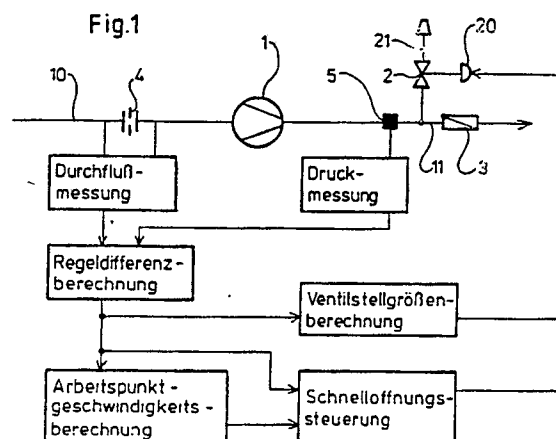 Fig.1
10
4
1
5
21
2
20
11
3
Durchfluß-
messung
Druck-
messung
Regeldifferenz-
berechnung
Ventilstellgrößen-
berechnung
Arbeitspunkt-
geschwindigkeits-
berechnung
Schnelloffnungs-
steuerung